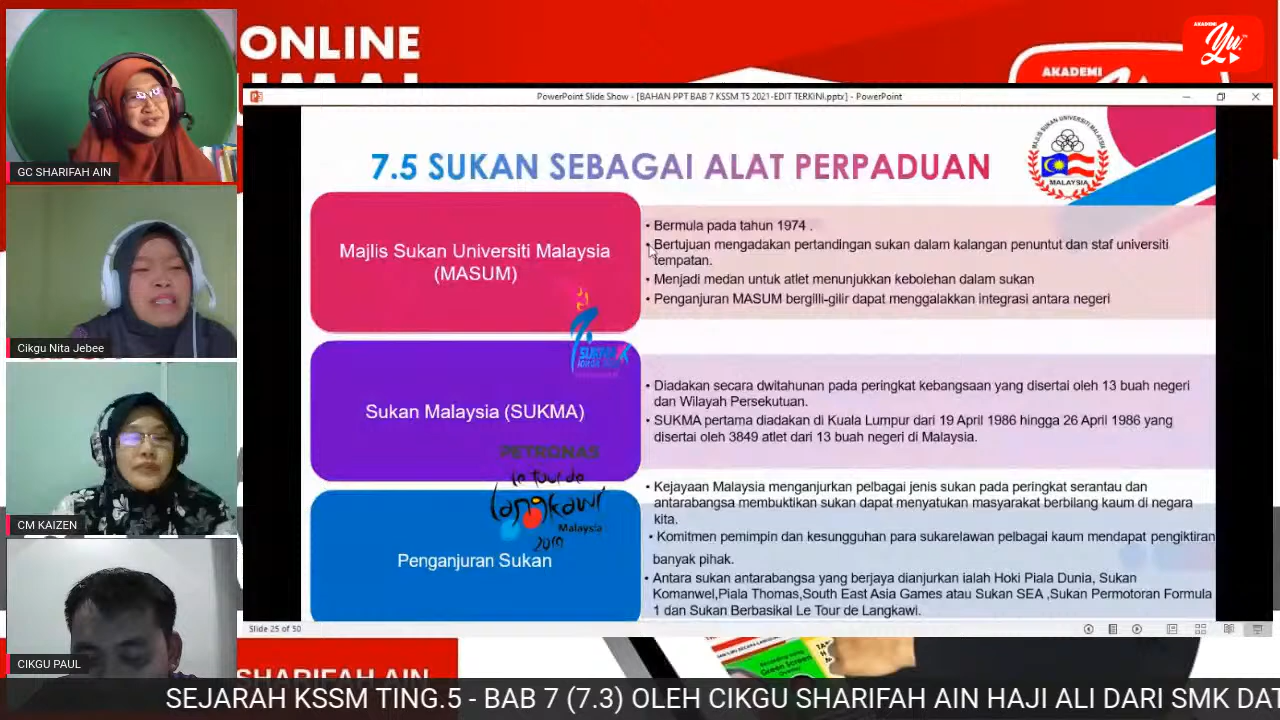 ONLINE
AKADEMI
Yu
AKADEMI
PowerPoint Slide Show - [BAHAN PPT BAB 7 KSSM T5 2021-EDIT TERKINI.pptx] - PowerPoint
GC SHARIFAH AIN
Cikgu Nita Jebee
CM KAIZEN
CIKGU PAUL
7.5 SUKAN SEBAGAI ALAT PERPADUAN
MAJLIS SUKAN UNIVERSITI MALAYSIA
MALAYSIA
Majlis Sukan Universiti Malaysia
(MASUM)
• Bermula pada tahun 1974 .
• Bertujuan mengadakan pertandingan sukan dalam kalangan penuntut dan staf universiti
tempatan.
• Menjadi medan untuk atlet menunjukkan kebolehan dalam sukan
• Penganjuran MASUM bergilli-gilir dapat menggalakkan integrasi antara negeri
Sukan Malaysia (SUKMA)
• Diadakan secara dwitahunan pada peringkat kebangsaan yang disertai oleh 13 buah negeri
dan Wilayah Persekutuan.
• SUKMA pertama diadakan di Kuala Lumpur dari 19 April 1986 hingga 26 April 1986 yang
disertai oleh 3849 atlet dari 13 buah negeri di Malaysia.
PETRONAS
le tour de
langkawi
Malaysia
2019
Penganjuran Sukan
• Kejayaan Malaysia menganjurkan pelbagai jenis sukan pada peringkat serantau dan
antarabangsa membuktikan sukan dapat menyatukan masyarakat berbilang kaum di negara
kita.
• Komitmen pemimpin dan kesungguhan para sukarelawan pelbagai kaum mendapat pengiktiran
banyak pihak.
• Antara sukan antarabangsa yang berjaya dianjurkan ialah Hoki Piala Dunia, Sukan
Komanwel,Piala Thomas,South East Asia Games atau Sukan SEA ,Sukan Permotoran Formula
1 dan Sukan Berbasikal Le Tour de Langkawi.
Slide 25 of 50
SHARIFAH AIN
Green Screen
SEJARAH KSSM TING.5 - BAB 7 (7.3) OLEH CIKGU SHARIFAH AIN HAJI ALI DARI SMK DAT